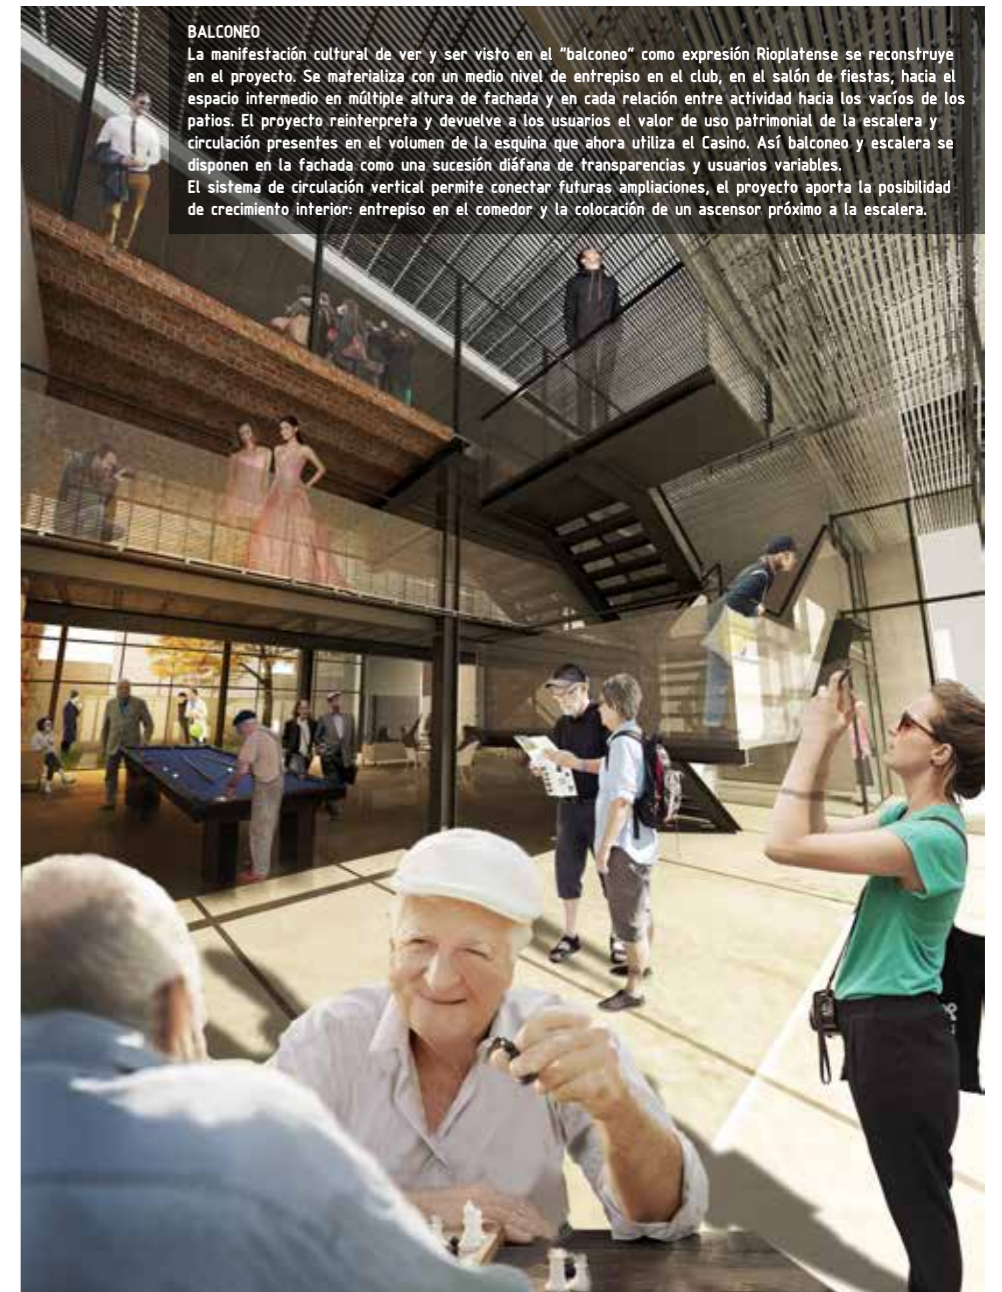 BALCONEO
La manifestación cultural de ver y ser visto en el "balconeo" como expresión Rioplatense se reconstruye
en el proyecto. Se materializa con un medio nivel de entrepiso en el club, en el salón de fiestas, hacia el
espacio intermedio en múltiple altura de fachada y en cada relación entre actividad hacia los vacíos de los
patios. El proyecto reinterpreta y devuelve a los usuarios el valor de uso patrimonial de la escalera y
circulación presentes en el volumen de la esquina que ahora utiliza el Casino. Así balconeo y escalera se
disponen en la fachada como una sucesión diáfana de transparencias y usuarios variables.
El sistema de circulación vertical permite conectar futuras ampliaciones, el proyecto aporta la posibilidad
de crecimiento interior: entrepiso en el comedor y la colocación de un ascensor próximo a la escalera.